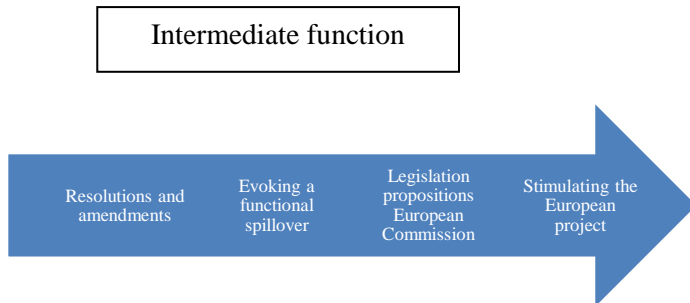 Intermediate function
Resolutions and
amendments
Evoking a
functional
spillover
Legislation
propositions
European
Commission
Stimulating the
European
project